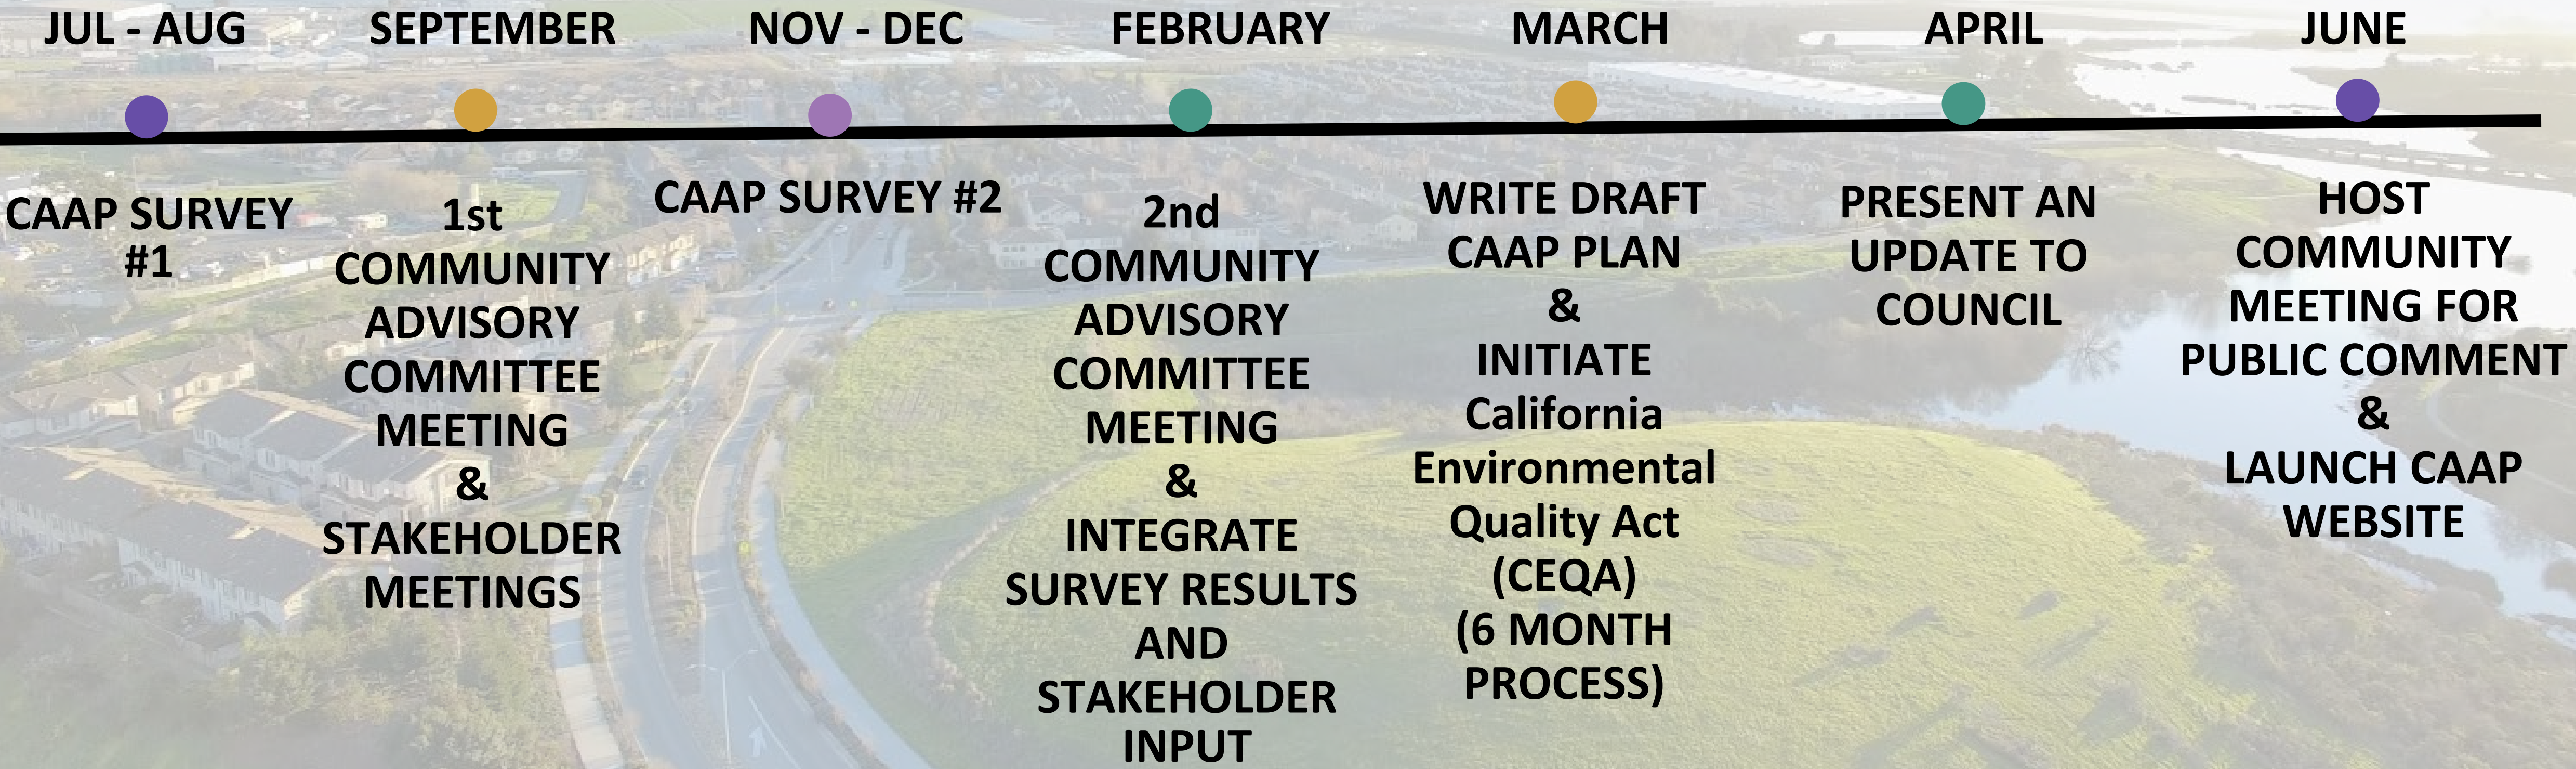 JUL - AUG
CAAP SURVEY
#1
SEPTEMBER
1st
COMMUNITY
ADVISORY
COMMITTEE
MEETING
&
STAKEHOLDER
MEETINGS
NOV - DEC
CAAP SURVEY #2
FEBRUARY
2nd
COMMUNITY
ADVISORY
COMMITTEE
MEETING
&
INTEGRATE
SURVEY RESULTS
AND
STAKEHOLDER
INPUT
MARCH
WRITE DRAFT
CAAP PLAN
&
INITIATE
California
Environmental
Quality Act
(CEQA)
(6 MONTH
PROCESS)
APRIL
PRESENT AN
UPDATE TO
COUNCIL
JUNE
HOST
COMMUNITY
MEETING FOR
PUBLIC COMMENT
&
LAUNCH CAAP
WEBSITE